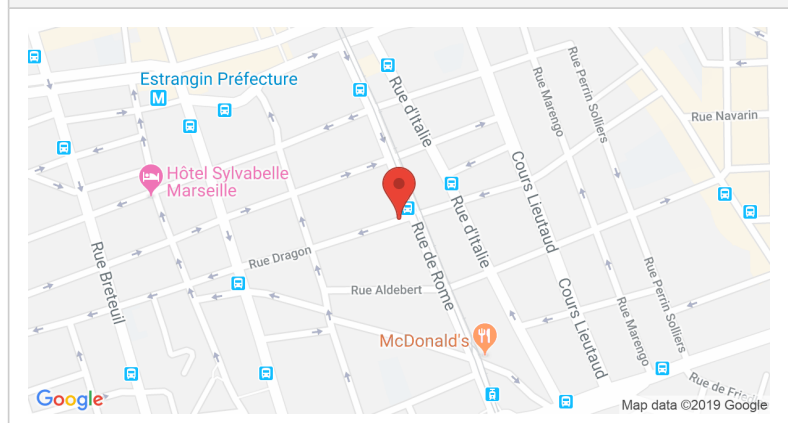 Estrangin Préfecture
M
Rue d'Italie
Rue Perrin Solliers
Rue Marengo
Rue Navarin
Hôtel Sylvabelle
Marseille
Cours Lieutaud
Rue d'Italie
Rue de Rome
Rue Breteuil
Rue Dragon
Rue Aldebert
Cours Lieutaud
Rue Marengo
Rue Perrin Solliers
McDonald's
Rue de
Google
Map data ©2019 Google